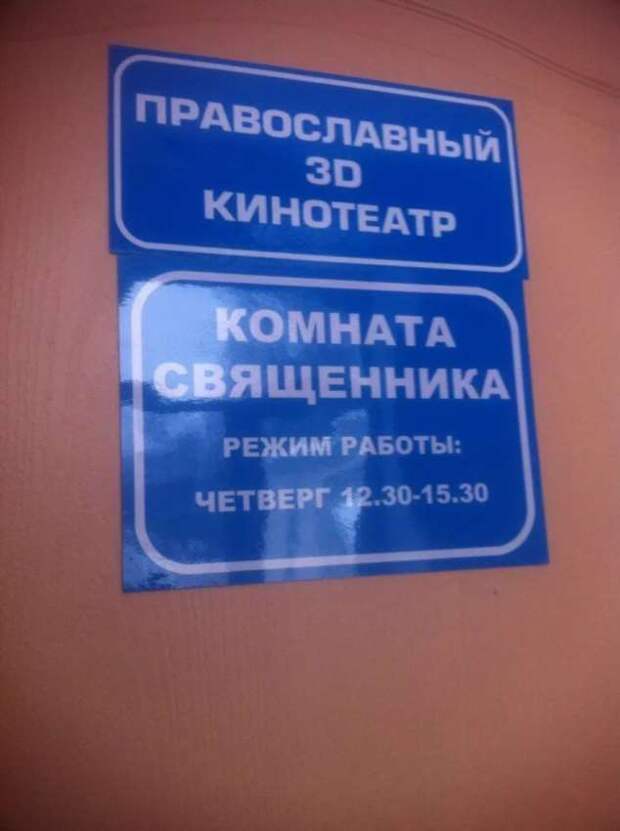 ПРАВОСЛАВНЫЙ
3D
КИНОТЕАТР
КОМНАТА
СВЯЩЕННИКА
РЕЖИМ РАБОТЫ:
ЧЕТВЕРГ 12.30-15.30